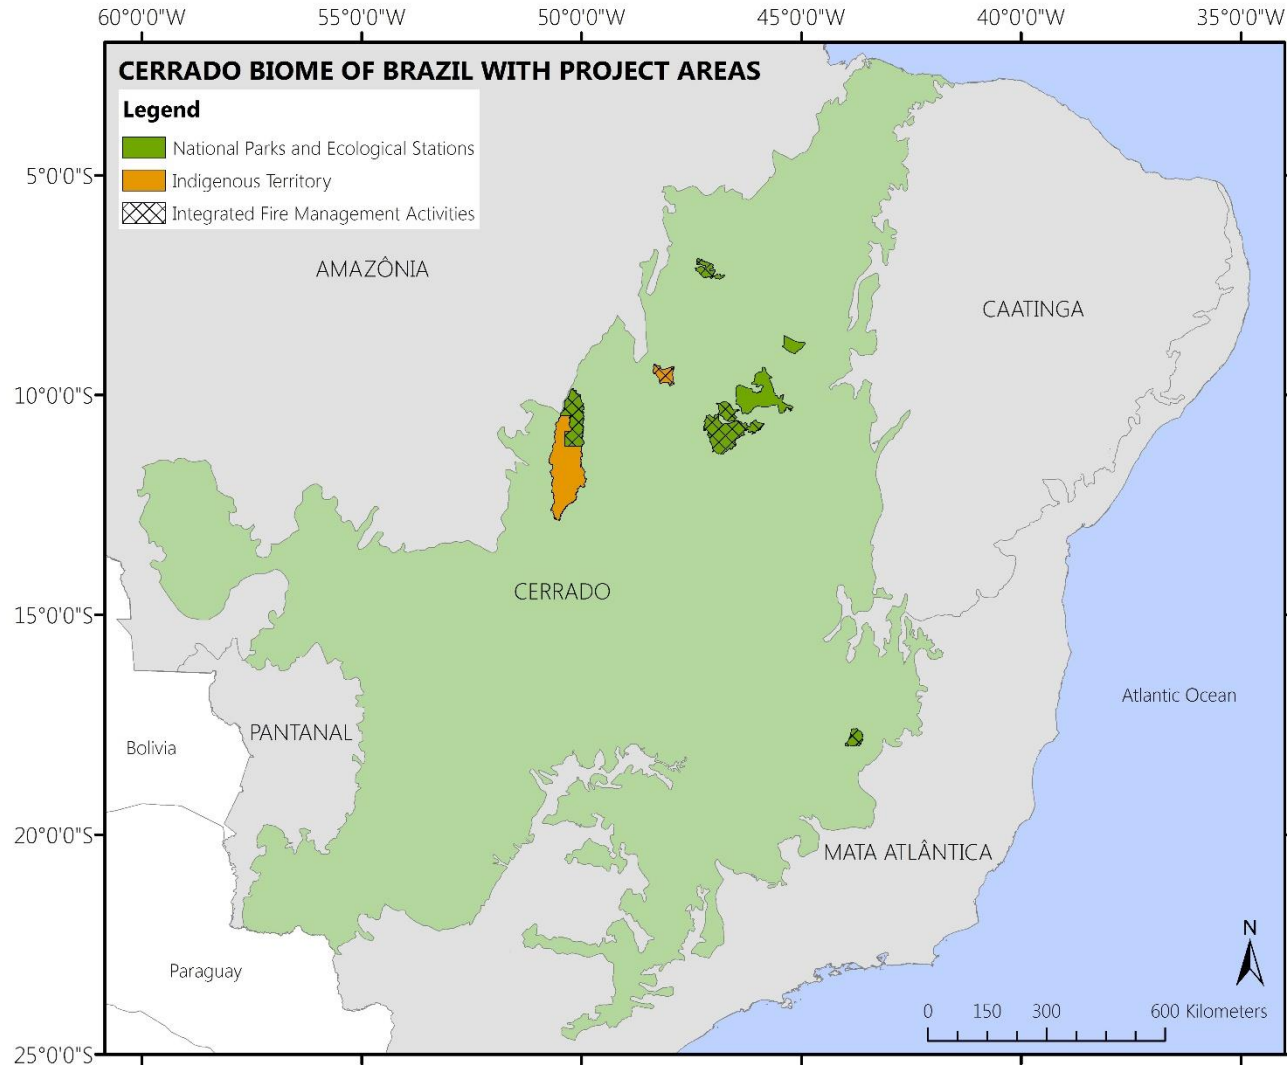 60°0'0"W 55°0'0"W 50°0'0"W 45°0'0"W 40°0'0"W 35°0'0"W
CERRADO BIOME OF BRAZIL WITH PROJECT AREAS
Legend
National Parks and Ecological Stations
Indigenous Territory
Integrated Fire Management Activities
5°0'0"S
AMAZÔNIA
CAATINGA
10°0'0"S
CERRADO
15°0'0"S
Atlantic Ocean
PANTANAL
Bolivia
20°0'0"S
MATA ATLÂNTICA
N
Paraguay
0 150 300 600 Kilometers
25°0'0"S